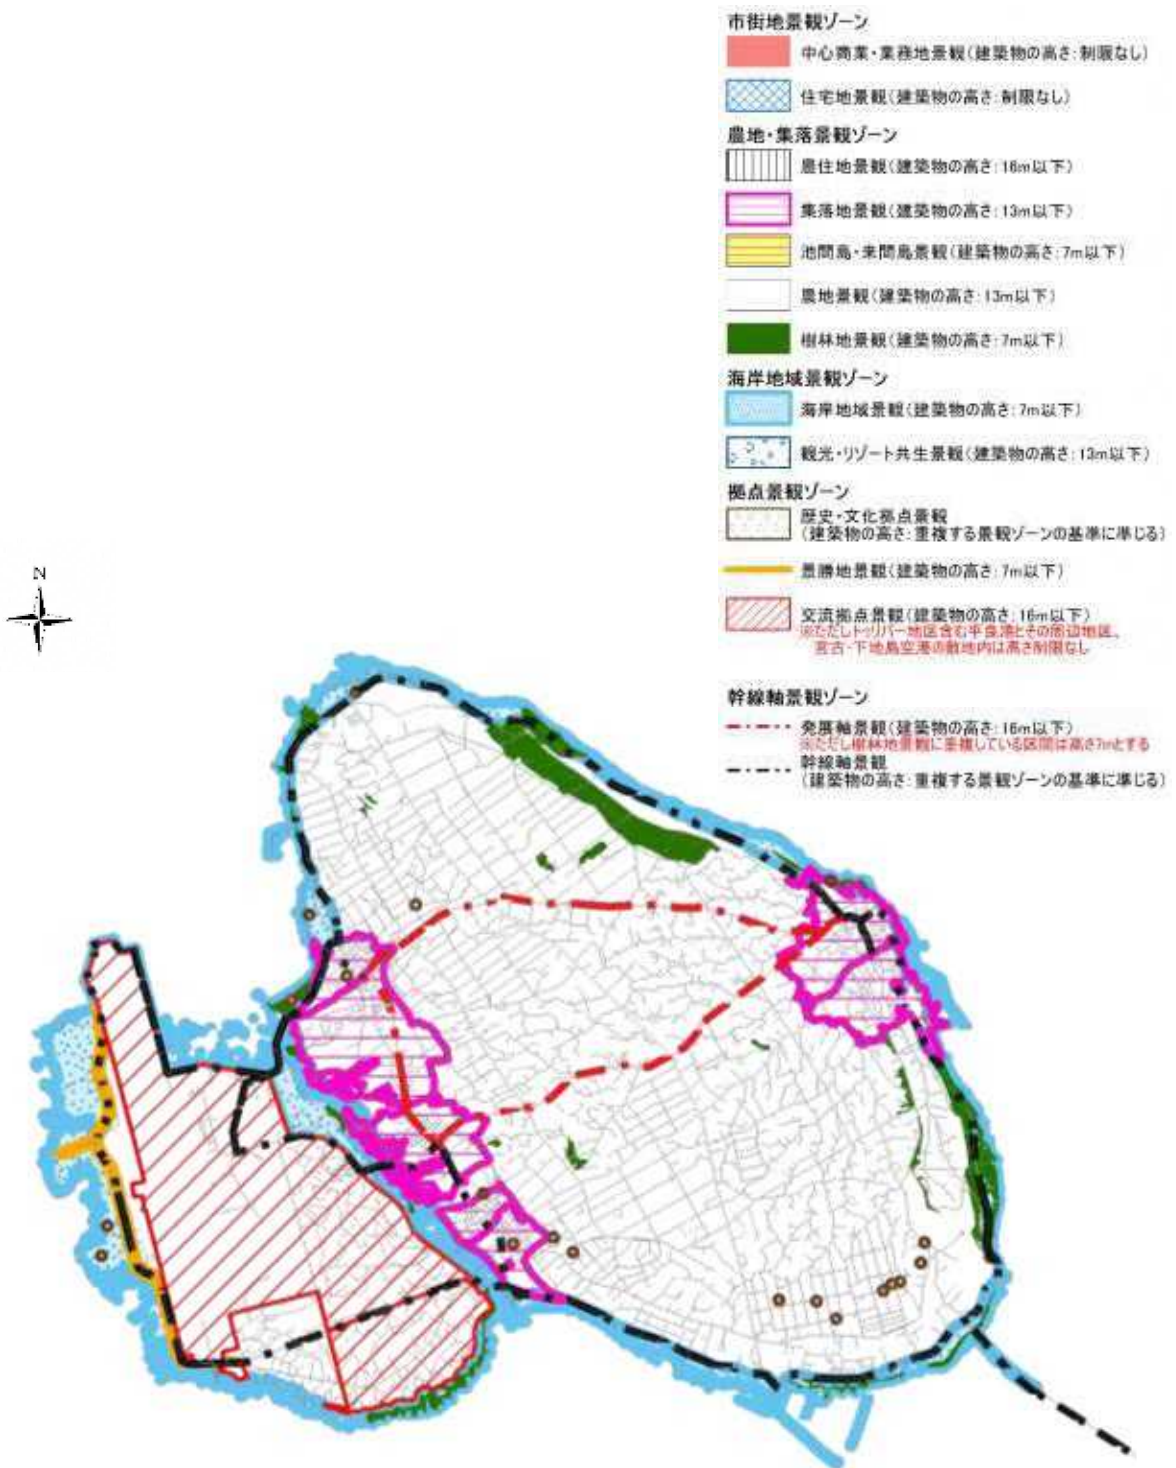 市街地景観ゾーン
中心商業・業務地景観(建築物の高さ:制限なし)
住宅地景観(建築物の高さ:制限なし)
農地・集落景観ゾーン
農住地景観(建築物の高さ:16m以下)
集落地景観(建築物の高さ:13m以下)
池間島・来間島景観(建築物の高さ:7m以下)
農地景観(建築物の高さ:13m以下)
樹林地景観(建築物の高さ:7m以下)
海岸地域景観ゾーン
海岸地域景観(建築物の高さ:7m以下)
観光・リゾート共生景観(建築物の高さ:13m以下)
拠点景観ゾーン
歴史・文化拠点景観
(建築物の高さ:重複する景観ゾーンの基準に準じる)
景勝地景観(建築物の高さ:7m以下)
交流拠点景観(建築物の高さ:16m以下)
※ただしトゥリバー地区含む平良港とその周辺地区、
宮古・下地島空港の敷地内は高さ制限なし
幹線軸景観ゾーン
発展軸景観(建築物の高さ:16m以下)
※ただし樹林地景観に重複している区間は高さ7mとする
幹線軸景観
(建築物の高さ:重複する景観ゾーンの基準に準じる)
N